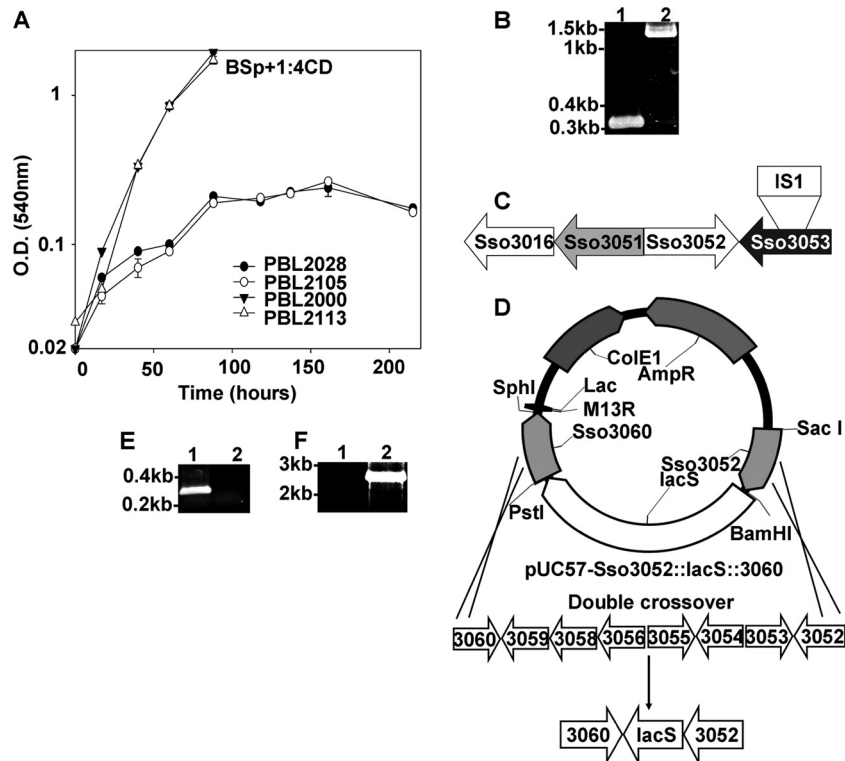 A
BSp+1:4CD
1
0.1
0.02
O.D. (540nm)
0 50 100 150 200
Time (hours)
PBL2028
PBL2105
PBL2000
PBL2113
B
1 2
1.5kb
1kb
0.4kb
0.3kb
C
IS1
Sso3016 Sso3051 Sso3052 Sso3053
D
ColE1
AmpR
SphI
Lac
M13R
Sso3060
Sac I
Sso3052
lacS
PstI
BamHI
pUC57-Sso3052::lacS::3060
Double crossover
3060 3059 3058 3056 3055 3054 3053 3052
3060 lacS 3052
E
1 2
0.4kb
0.2kb
F
1 2
3kb
2kb